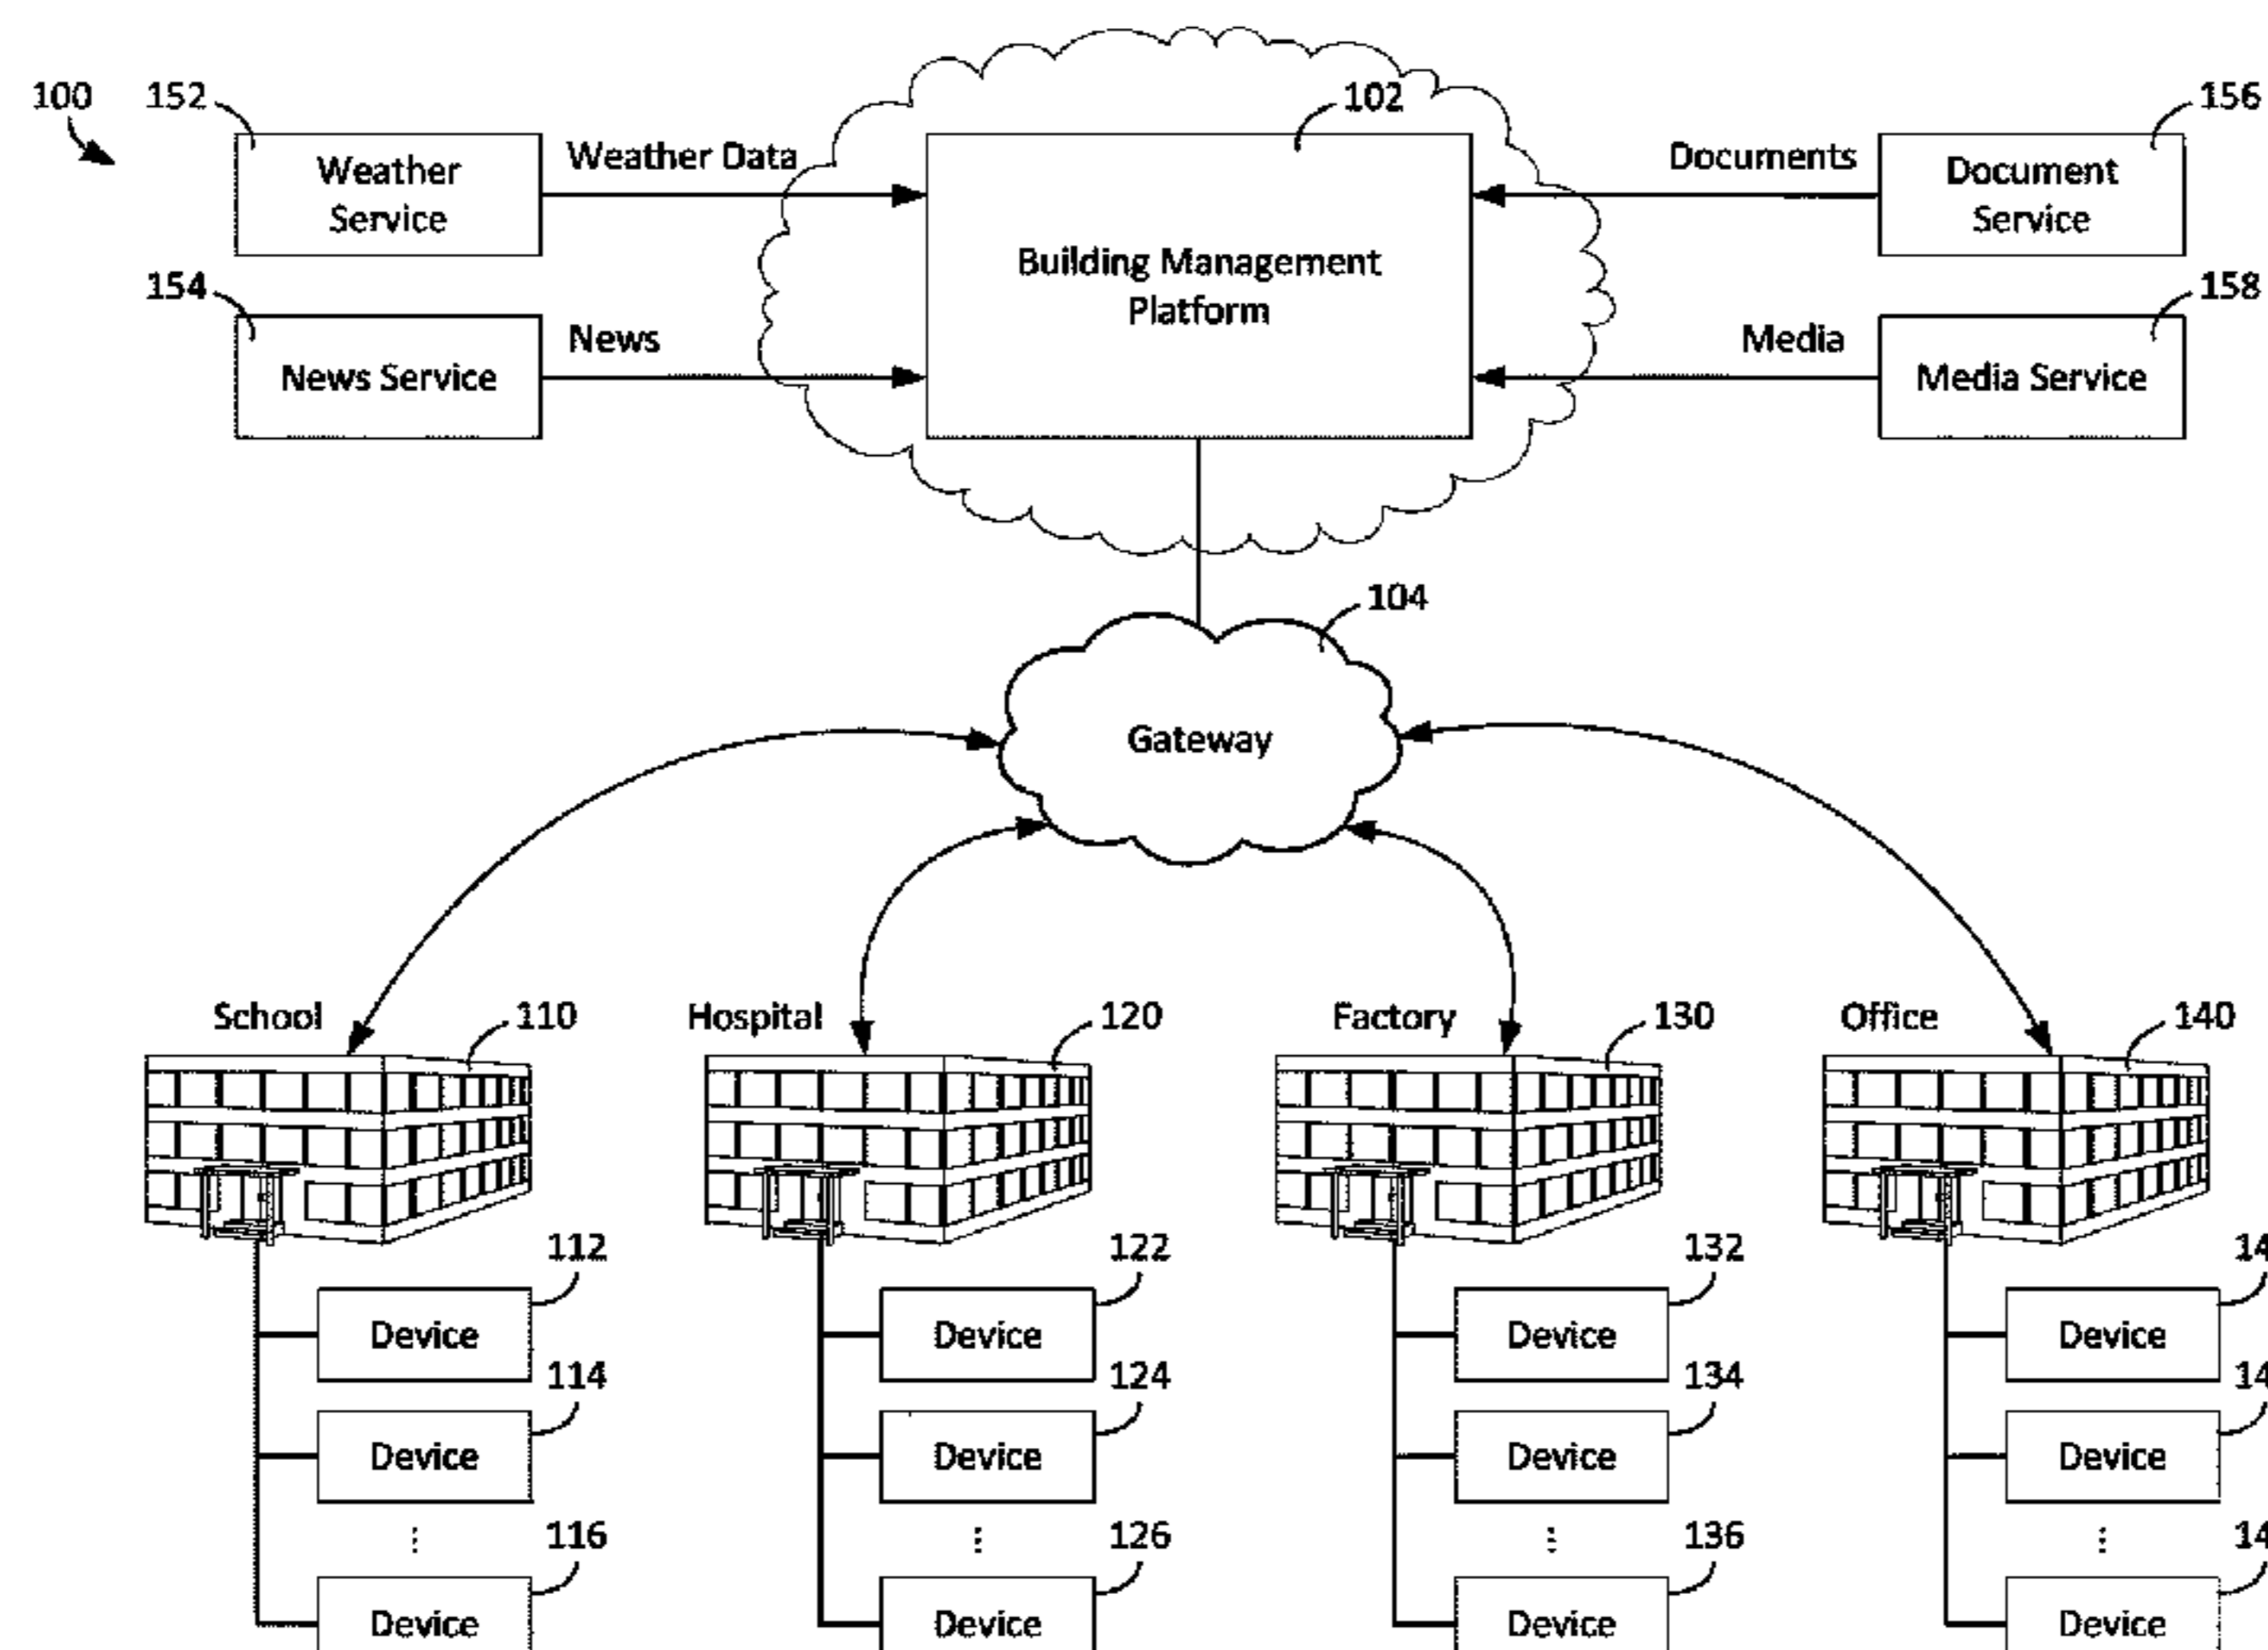 100
152
102
156
Weather
Service
Weather Data
Building Management
Platform
Documents
Document
Service
154
News Service
News
Media
158
Media Service
104
Gateway
School
110
Hospital
120
Factory
130
Office
140
112
Device
122
Device
132
Device
Device
114
Device
124
Device
134
Device
Device
116
Device
126
Device
136
Device
Device